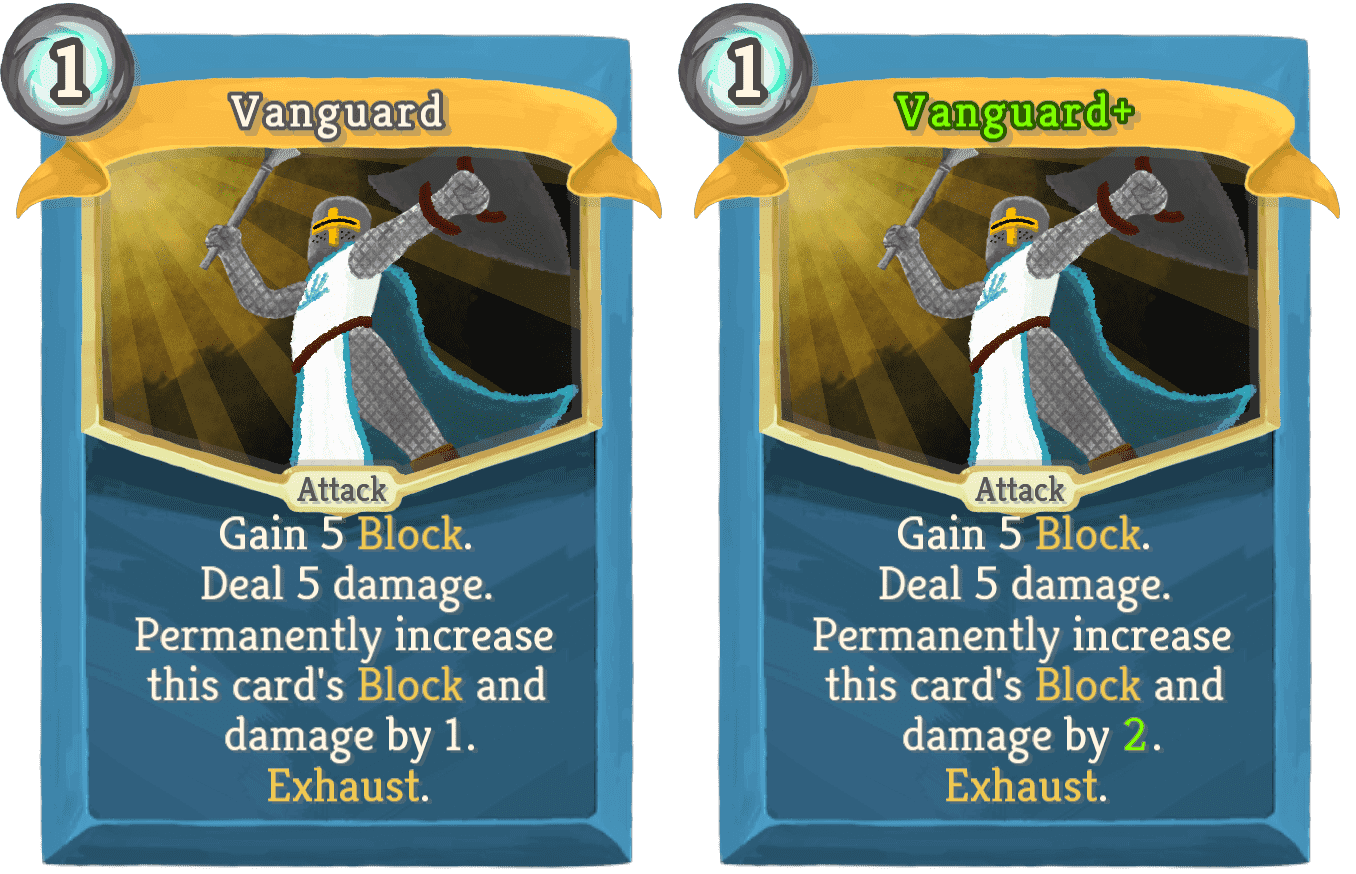 1
Vanguard
Attack
Gain 5 Block.
Deal 5 damage.
Permanently increase
this card's Block and
damage by 1.
Exhaust.
1
Vanguard+
Attack
Gain 5 Block.
Deal 5 damage.
Permanently increase
this card's Block and
damage by 2.
Exhaust.